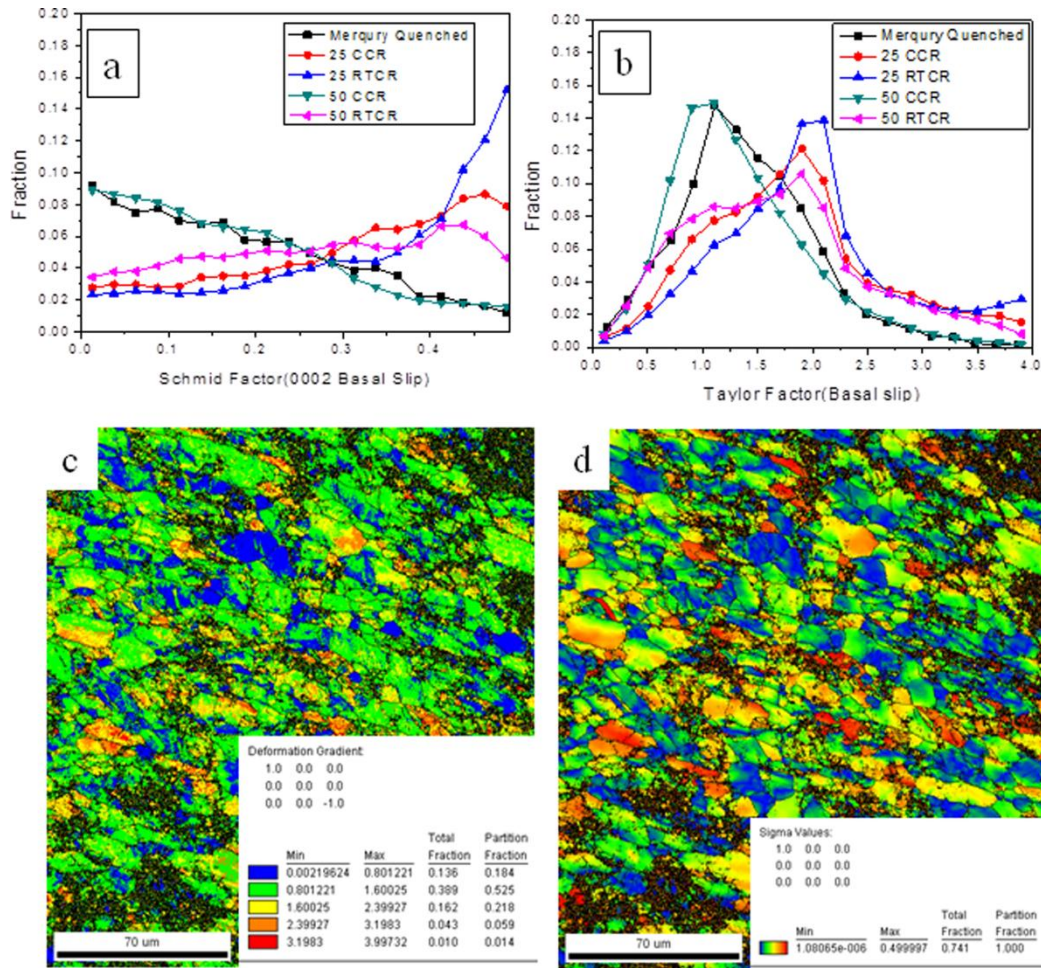 a
Merqury Quenched
25 CCR
25 RTCR
50 CCR
50 RTCR
0.20
0.18
0.16
0.14
0.12
0.10
0.08
0.06
0.04
0.02
0.00
Fraction
0.0 0.1 0.2 0.3 0.4
Schmid Factor(0002 Basal Slip)
b
Merqury Quenched
25 CCR
25 RTCR
50 CCR
50 RTCR
0.20
0.18
0.16
0.14
0.12
0.10
0.08
0.06
0.04
0.02
0.00
Fraction
0.0 0.5 1.0 1.5 2.0 2.5 3.0 3.5 4.0
Taylor Factor(Basal slip)
c
Deformation Gradient:
1.0 0.0 0.0
0.0 0.0 0.0
0.0 0.0 -1.0
Total Partition
Min Max Fraction Fraction
0.00219624 0.801221 0.136 0.184
0.801221 1.60025 0.389 0.525
1.60025 2.39927 0.162 0.218
2.39927 3.1983 0.043 0.059
3.1983 3.99732 0.010 0.014
70 um
d
Sigma Values:
1.0 0.0 0.0
0.0 0.0 0.0
0.0 0.0 0.0
Total Partition
Min Max Fraction Fraction
1.08065e-006 0.499997 0.741 1.000
70 um